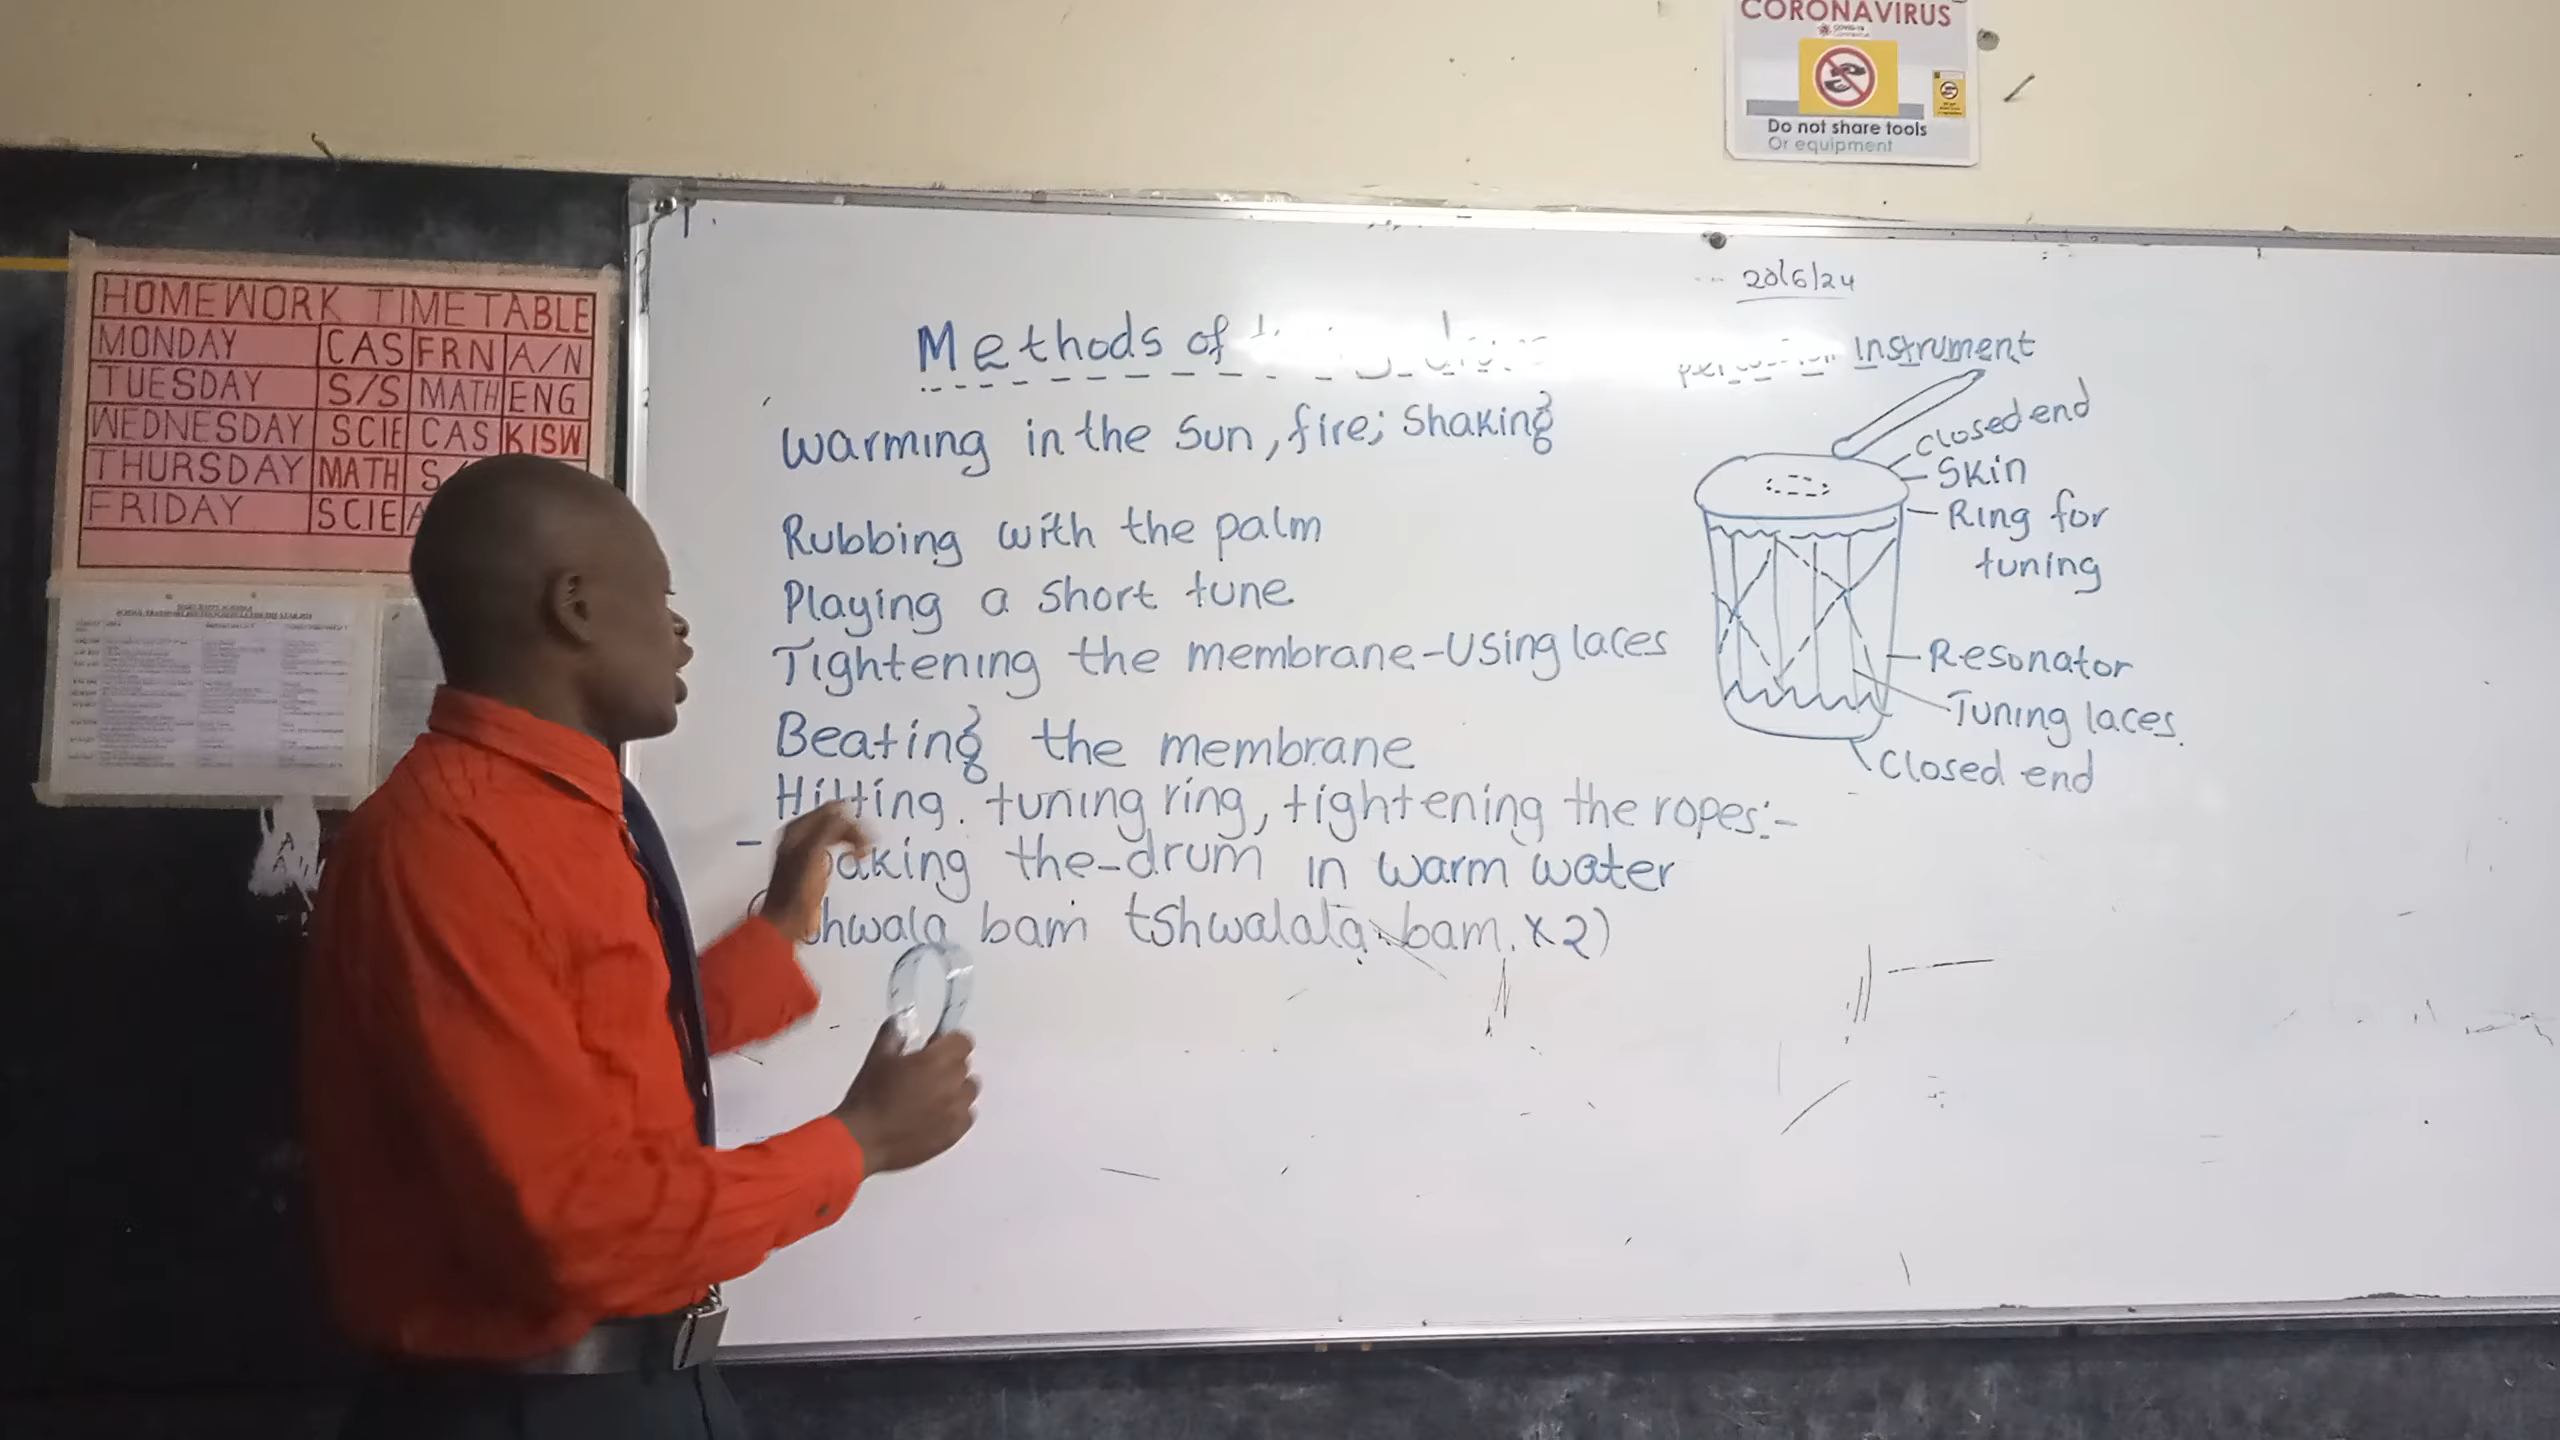 CORONAVIRUS
Do not share tools
Or equipment
HOMEWORK TIMETABLE
MONDAY CAS FRN A/N
TUESDAY S/S MATH ENG
WEDNESDAY SCIE CAS KISW
THURSDAY MATH
FRIDAY SCIE
20/6/24
Methods of
Warming in the Sun, fire; Shaking
Rubbing with the palm
Playing a Short tune
Tightening the membrane-Using laces
Beating the membrane
Hitting. tuning ring, tightening the ropes:-
the-drum in warm water
bam tshwalala bam. x2)
Instrument
Closed end
Skin
Ring for
tuning
Resonator
Tuning laces.
Closed end